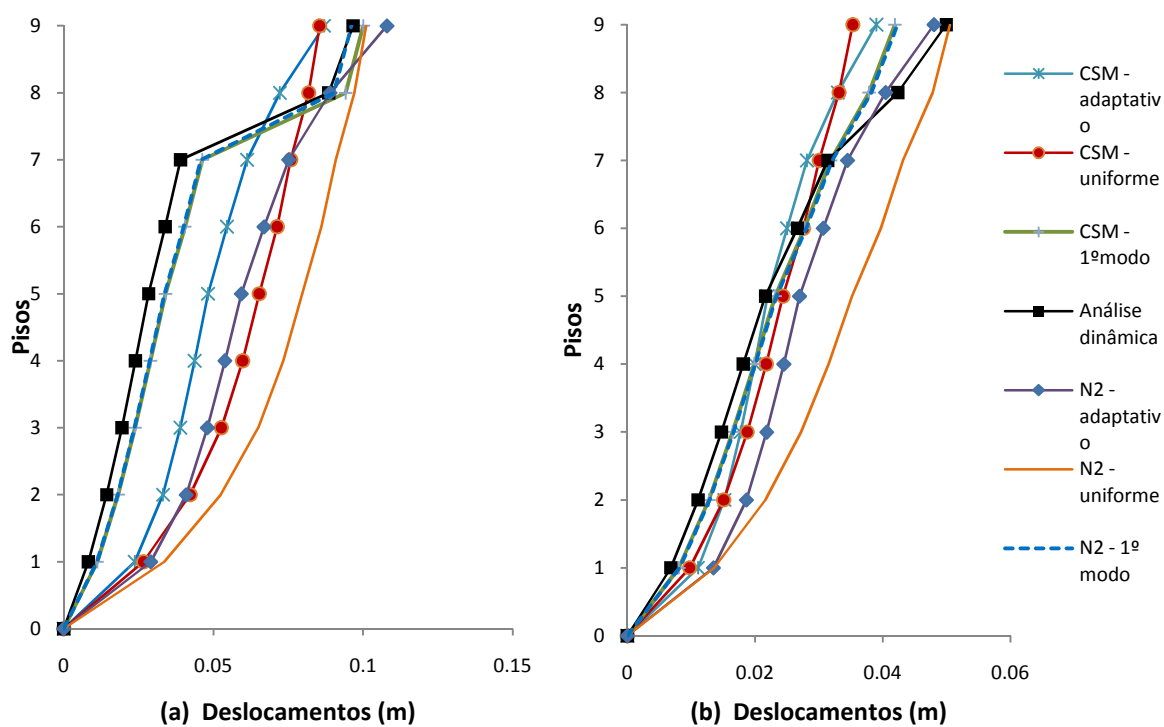 9
8
7
6
5
4
3
2
1
0
Pisos
0
0.05
0.1
0.15
(a) Deslocamentos (m)
9
8
7
6
5
4
3
2
1
0
Pisos
0
0.02
0.04
0.06
(b) Deslocamentos (m)
CSM -
adaptativ
o
CSM -
uniforme
CSM -
1ºmodo
Análise
dinâmica
N2 -
adaptativ
o
N2 -
uniforme
N2 - 1º
modo